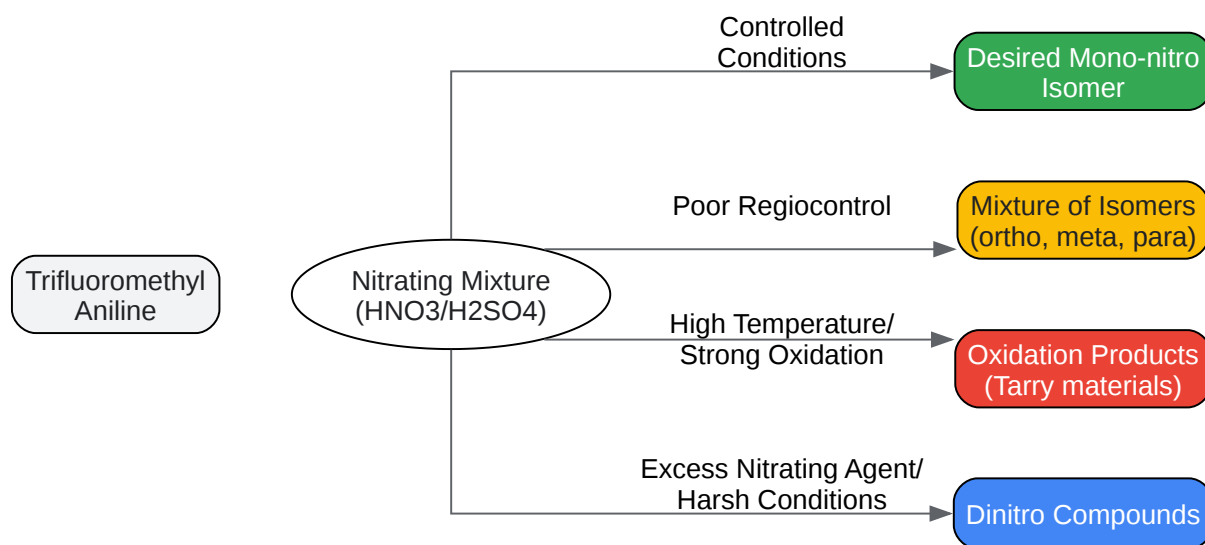 Controlled
Conditions
Desired Mono-nitro
Isomer
Poor Regiocontrol
Mixture of Isomers
(ortho, meta, para)
Trifluoromethyl
Aniline
Nitrating Mixture
(HNO3/H2SO4)
High Temperature/
Strong Oxidation
Oxidation Products
(Tarry materials)
Excess Nitrating Agent/
Harsh Conditions
Dinitro Compounds